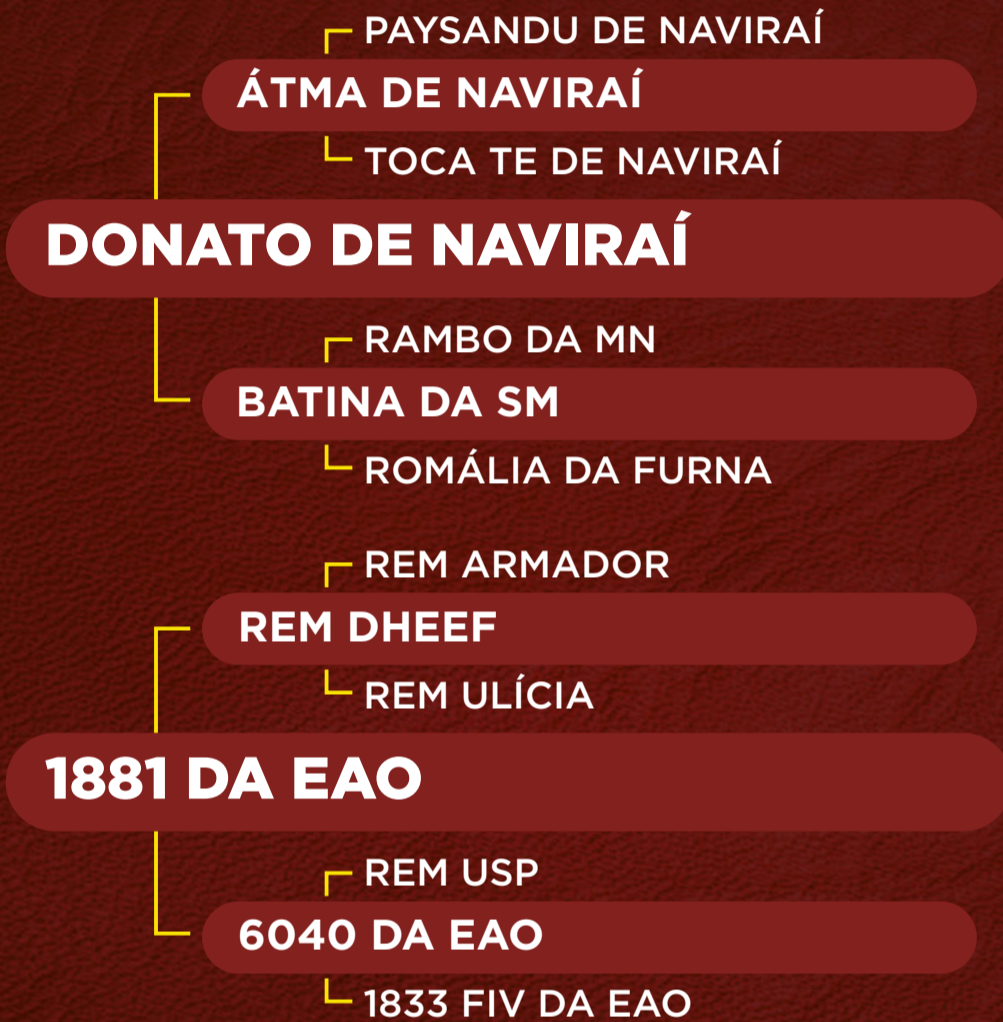 PAYSANDU DE NAVIRAÍ
ÁTMA DE NAVIRAÍ
TOCA TE DE NAVIRAÍ
DONATO DE NAVIRAÍ
RAMBO DA MN
BATINA DA SM
ROMÁLIA DA FURNA
REM ARMADOR
REM DHEEF
REM ULÍCIA
1881 DA EAO
REM USP
6040 DA EAO
1833 FIV DA EAO